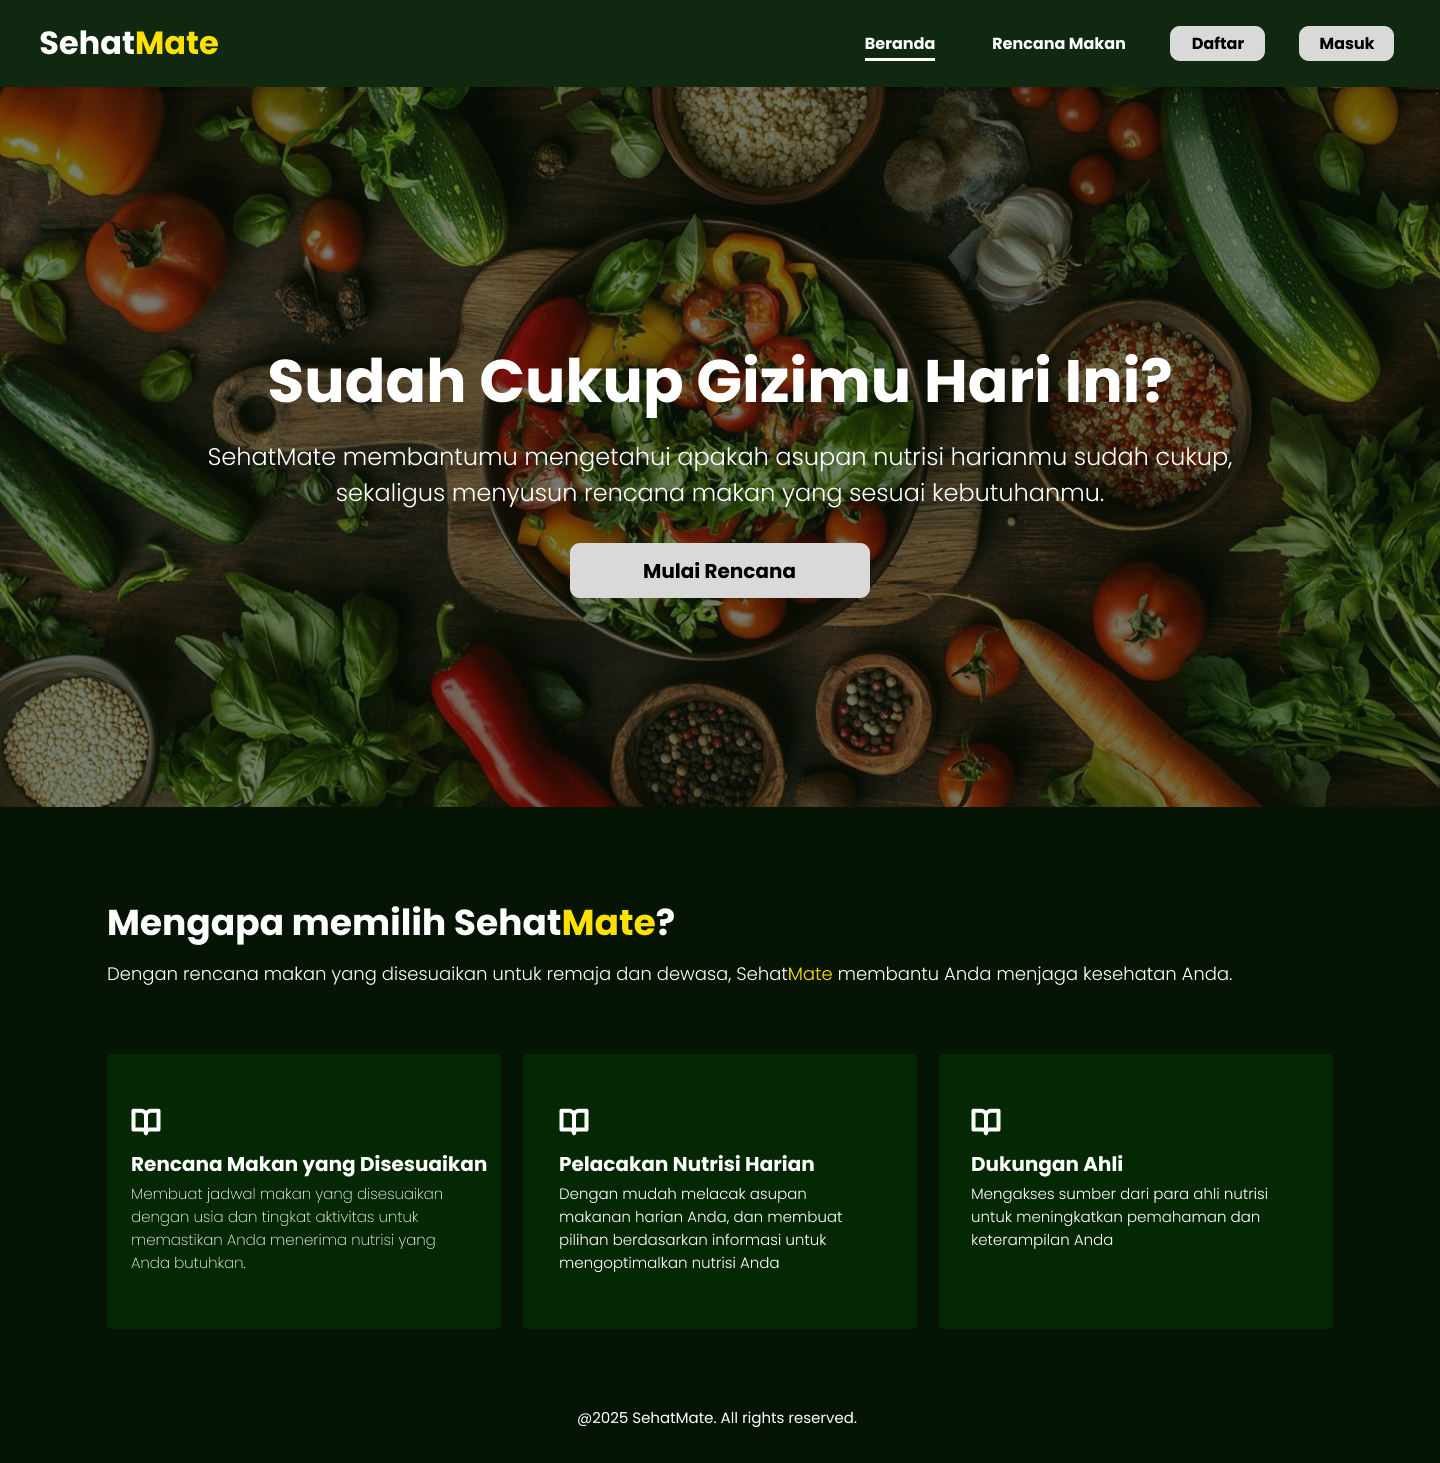 SehatMate
Beranda
Rencana Makan
Daftar
Masuk
Sudah Cukup Gizimu Hari Ini?
SehatMate membantumu mengetahui apakah asupan nutrisi harianmu sudah cukup,
sekaligus menyusun rencana makan yang sesuai kebutuhanmu.
Mulai Rencana
Mengapa memilih SehatMate?
Dengan rencana makan yang disesuaikan untuk remaja dan dewasa, SehatMate membantu Anda menjaga kesehatan Anda.
Rencana Makan yang Disesuaikan
Membuat jadwal makan yang disesuaikan
dengan usia dan tingkat aktivitas untuk
memastikan Anda menerima nutrisi yang
Anda butuhkan.
Pelacakan Nutrisi Harian
Dengan mudah melacak asupan
makanan harian Anda, dan membuat
pilihan berdasarkan informasi untuk
mengoptimalkan nutrisi Anda
Dukungan Ahli
Mengakses sumber dari para ahli nutrisi
untuk meningkatkan pemahaman dan
keterampilan Anda
@2025 SehatMate. All rights reserved.